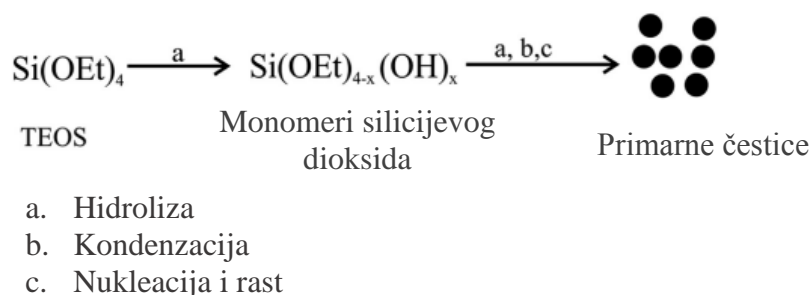 Si(OEt)₄ a Si(OEt)₄₋ₓ(OH)ₓ a, b,c
TEOS Monomeri silicijevog dioksida Primarne čestice
a. Hidroliza
b. Kondenzacija
c. Nukleacija i rast